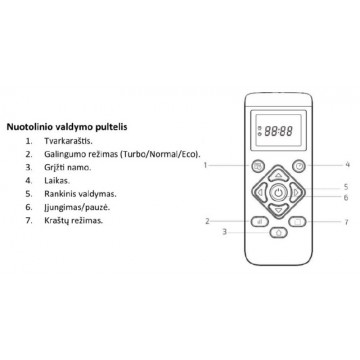 Nuotolinio valdymo pultelis
1. Tvarkaraštis.
2. Galingumo režimas (Turbo/Normal/Eco).
3. Grįžti namo.
4. Laikas.
5. Rankinis valdymas.
6. Įjungimas/pauzė.
7. Kraštų režimas.
88:88
1
4
5
6
2
7
3